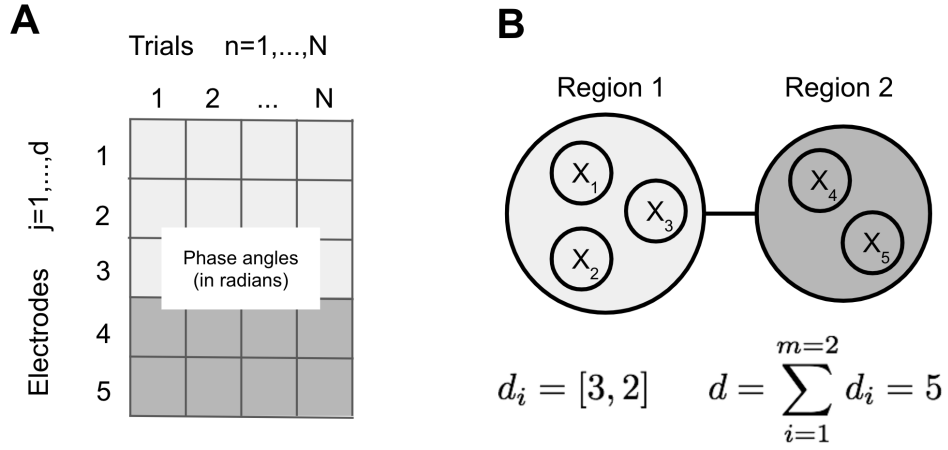 A
Trials n=1,...,N
1 2 ... N
Electrodes j=1,...,d
1
2
3
4
5
Phase angles
(in radians)
B
Region 1
Region 2
X₁
X₂
X₃
X₄
X₅
dᵢ = [3, 2]
d = ∑_{i=1}^{m=2} dᵢ = 5